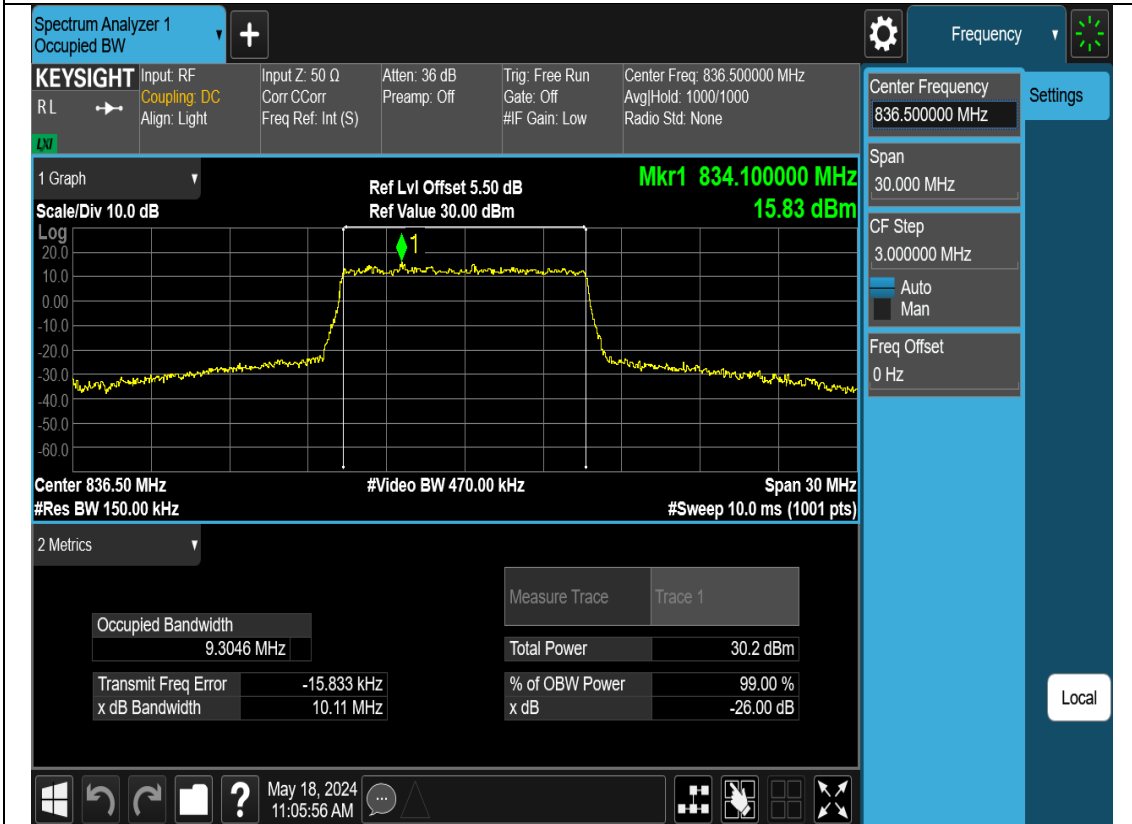 Spectrum Analyzer 1
Occupied BW
+
Frequency
KEYSIGHT
RL
LXI
Input: RF
Coupling: DC
Align: Light
Input Z: 50 Ω
Corr CCorr
Freq Ref: Int (S)
Atten: 36 dB
Preamp: Off
Trig: Free Run
Gate: Off
#IF Gain: Low
Center Freq: 836.500000 MHz
Avg|Hold: 1000/1000
Radio Std: None
Center Frequency
836.500000 MHz
Settings
Span
30.000 MHz
CF Step
3.000000 MHz
Auto
Man
Freq Offset
0 Hz
Local
1 Graph
Scale/Div 10.0 dB
Ref Lvl Offset 5.50 dB
Ref Value 30.00 dBm
Mkr1 834.100000 MHz
15.83 dBm
Log
1
20.0
10.0
0.00
-10.0
-20.0
-30.0
-40.0
-50.0
-60.0
Center 836.50 MHz
#Video BW 470.00 kHz
Span 30 MHz
#Res BW 150.00 kHz
#Sweep 10.0 ms (1001 pts)
2 Metrics
Measure Trace Trace 1
Occupied Bandwidth
9.3046 MHz
Total Power 30.2 dBm
Transmit Freq Error -15.833 kHz
% of OBW Power 99.00 %
x dB Bandwidth 10.11 MHz
x dB -26.00 dB
?
May 18, 2024
11:05:56 AM